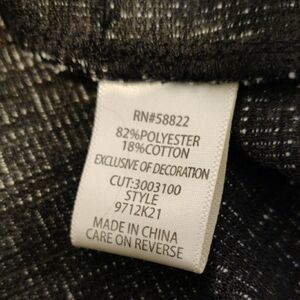 RN#58822
82%POLYESTER
18%COTTON
EXCLUSIVE OF DECORATION
CUT:3003100
STYLE
9712K21
MADE IN CHINA
CARE ON REVERSE